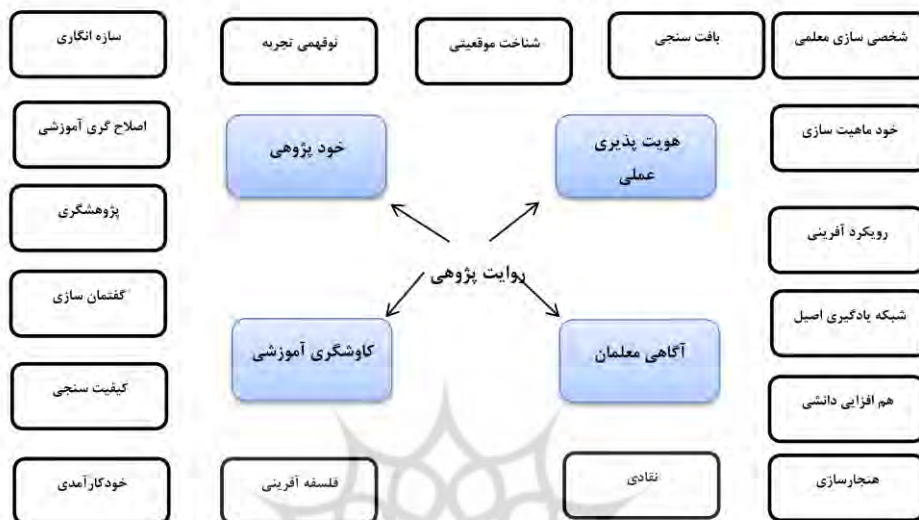 شخصی سازی معلمی
بافت سنجی
شناخت موقعیتی
نوفهمی تجربه
سازه انگاری
خود ماهیت سازی
هویت پذیری
عملی
خود پژوهی
اصلاح گری آموزشی
پژوهشگری
رویکرد آفرینی
روایت پژوهی
گفتمان سازی
شبکه یادگیری اصیل
آگاهی معلمان
کاوشگری آموزشی
کیفیت سنجی
هم افزایی دانشی
هنجارسازی
نقادی
فلسفه آفرینی
خودکارآمدی